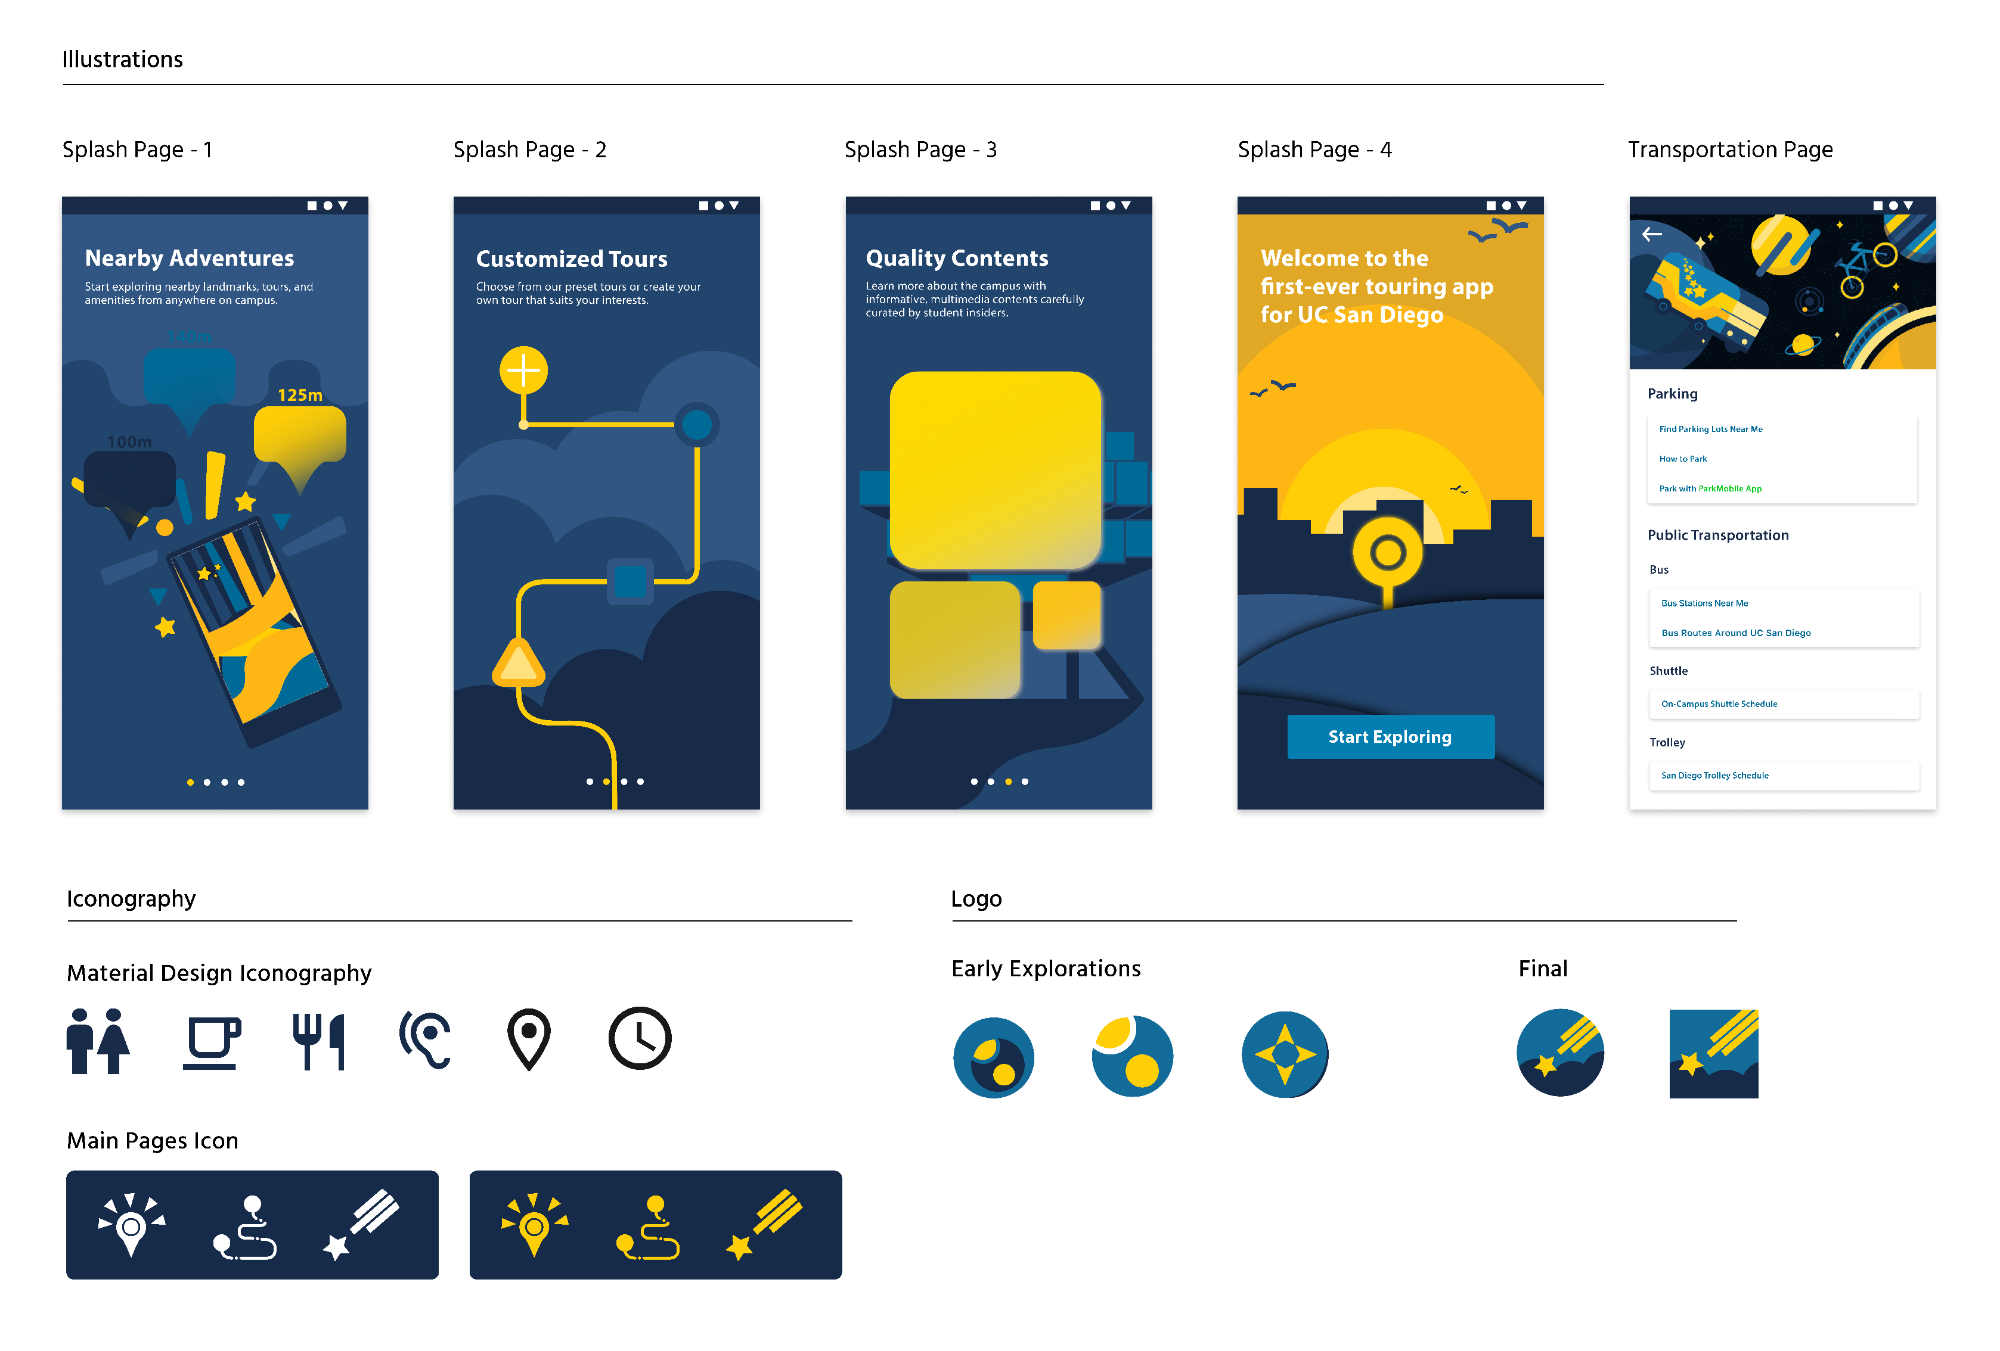 Illustrations
Splash Page - 1
Splash Page - 2
Splash Page - 3
Splash Page - 4
Transportation Page
Nearby Adventures
Start exploring nearby landmarks, tours, and
amenities from anywhere on campus.
125m
100m
Customized Tours
Choose from our preset tours or create your
own tour that suits your interests.
Quality Contents
Learn more about the campus with
informative, multimedia contents carefully
curated by student insiders.
Welcome to the
first-ever touring app
for UC San Diego
Start Exploring
Parking
Find Parking Lots Near Me
How to Park
Park with ParkMobile App
Public Transportation
Bus
Bus Stations Near Me
Bus Routes Around UC San Diego
Shuttle
On-Campus Shuttle Schedule
Trolley
San Diego Trolley Schedule
Iconography
Material Design Iconography
Main Pages Icon
Logo
Early Explorations
Final